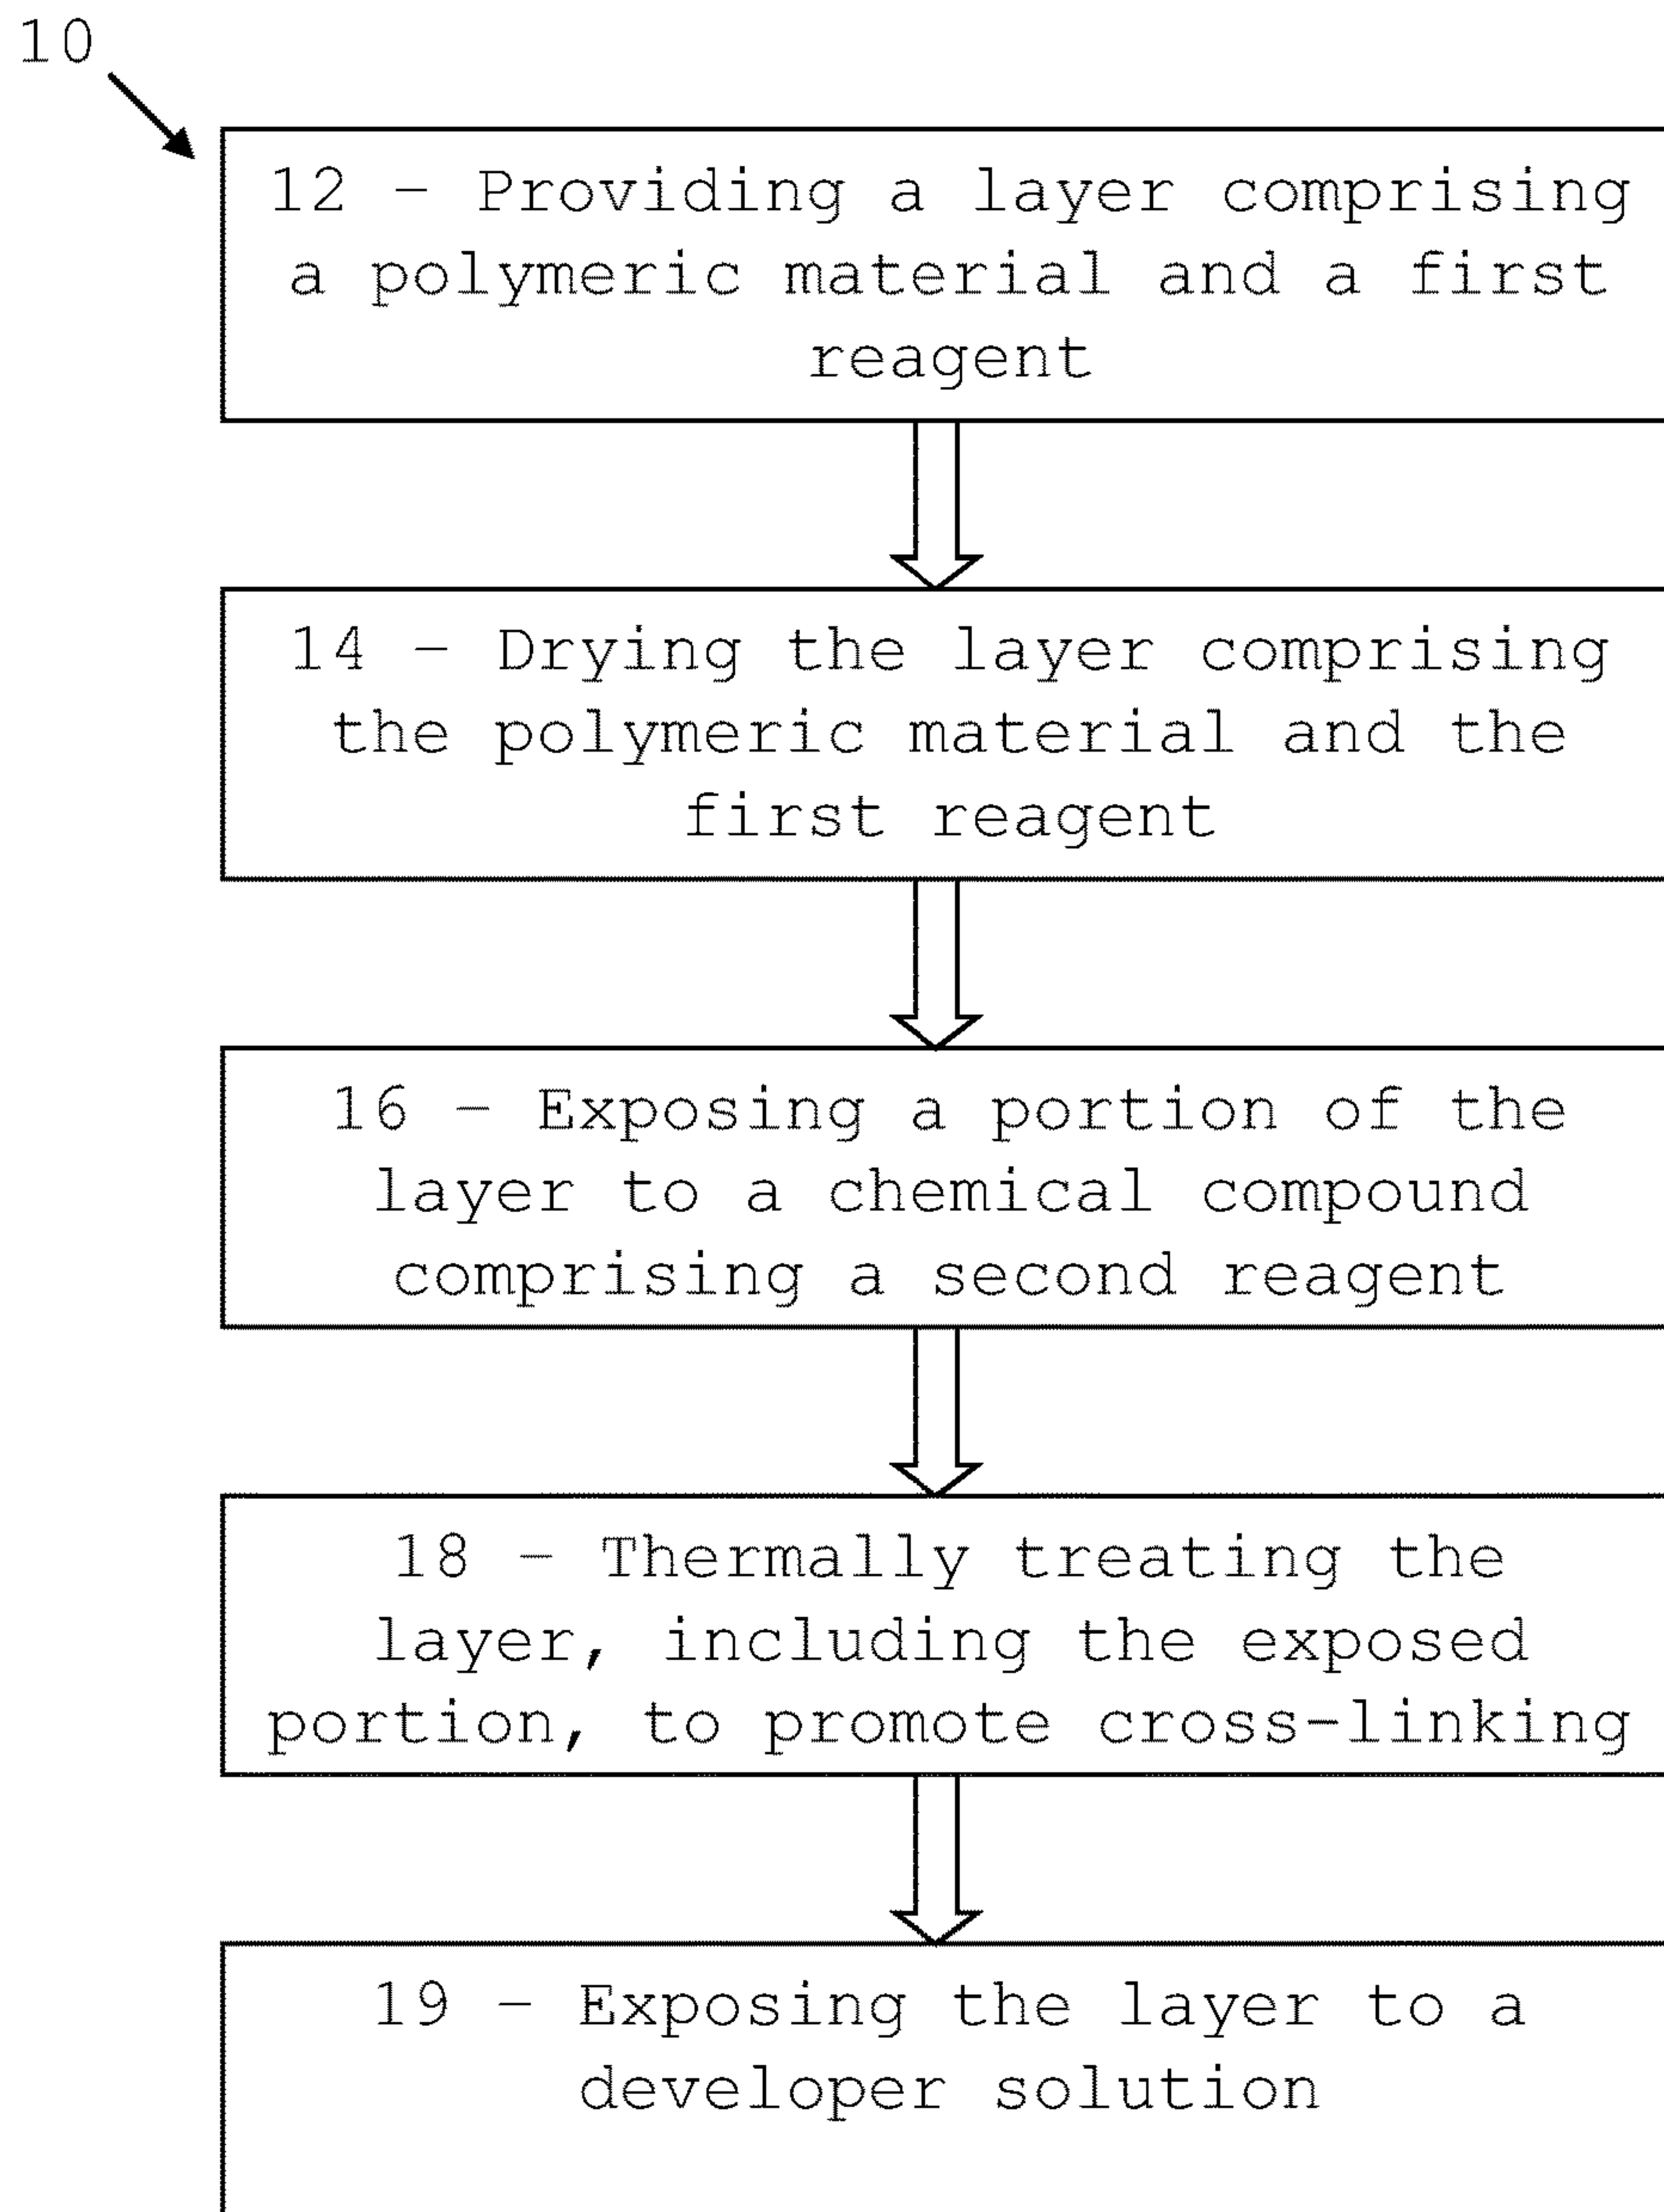 10
12 – Providing a layer comprising
a polymeric material and a first
reagent
14 – Drying the layer comprising
the polymeric material and the
first reagent
16 – Exposing a portion of the
layer to a chemical compound
comprising a second reagent
18 – Thermally treating the
layer, including the exposed
portion, to promote cross-linking
19 – Exposing the layer to a
developer solution